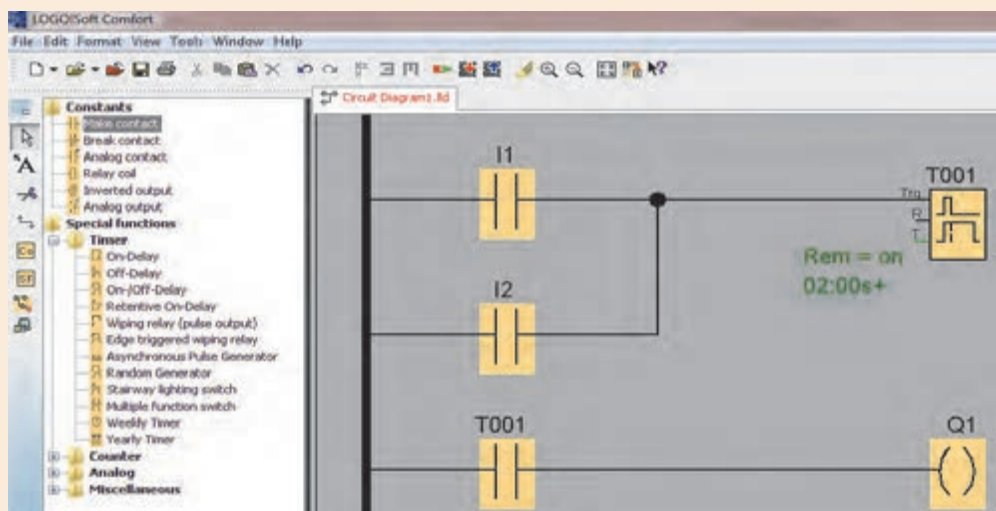 LOGO!Soft Comfort
File Edit Format View Tools Window Help
Circuit Diagram1.lld
Constants
Make contact
Break contact
Analog contact
Relay coil
Inverted output
Analog output
Special functions
Timer
On-Delay
Off-Delay
On-/Off-Delay
Retentive On-Delay
Wiping relay (pulse output)
Edge triggered wiping relay
Asynchronous Pulse Generator
Random Generator
Stairway lighting switch
Multiple function switch
Weekly Timer
Yearly Timer
Counter
Analog
Miscellaneous
I1
T001
Trg
R
T
Rem = on
02:00s+
I2
T001
Q1